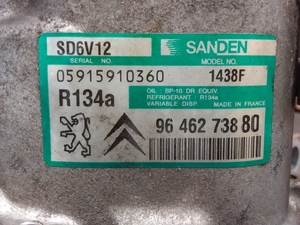 SD6V12 SANDEN
SERIAL NO. MODEL NO.
05915910360 1438F
R134a
OIL : SP-10 OR EQUIV.
REFRIGERANT : R134a
VARIABLE DISP. MADE IN FRANCE
96 462 738 80